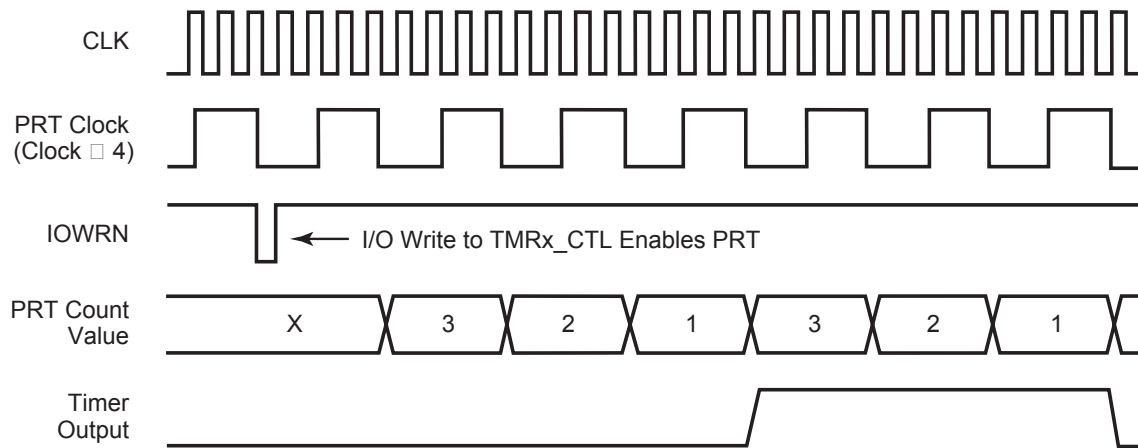 CLK
PRT Clock
(Clock □ 4)
IOWRN
I/O Write to TMRx_CTL Enables PRT
PRT Count
Value
X 3 2 1 3 2 1
Timer
Output